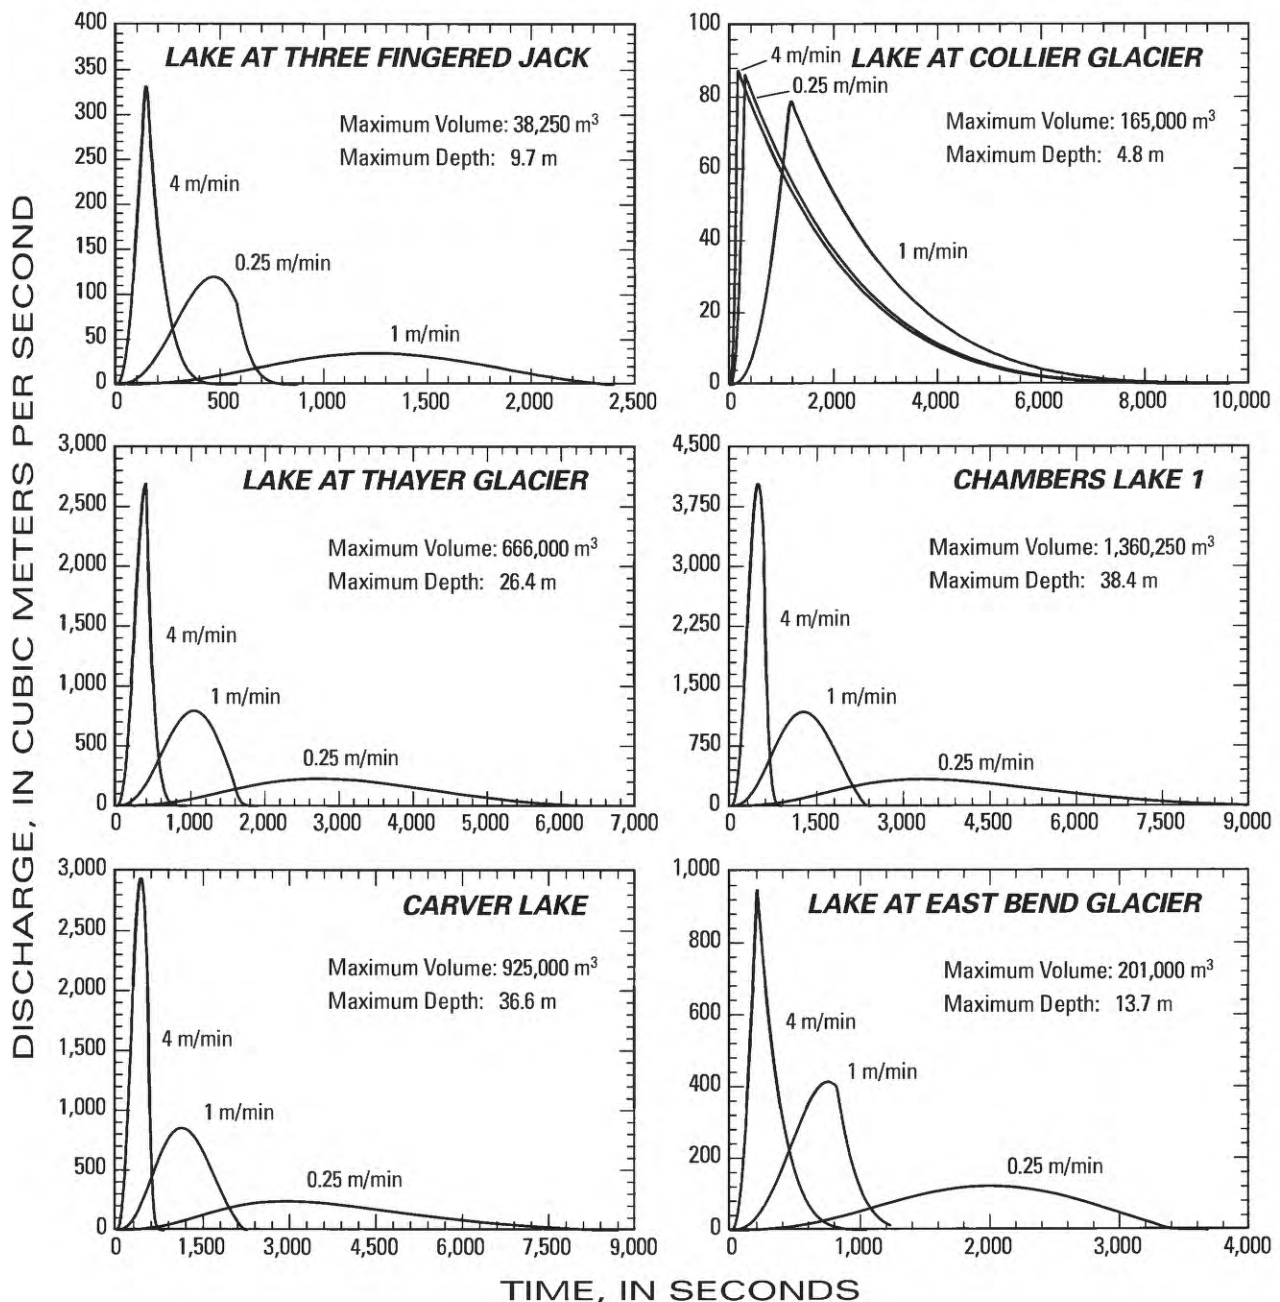 DISCHARGE, IN CUBIC METERS PER SECOND
LAKE AT THREE FINGERED JACK
Maximum Volume: 38,250 m³
Maximum Depth: 9.7 m
4 m/min
0.25 m/min
1 m/min
400
350
300
250
200
150
100
50
0
0 500 1,000 1,500 2,000 2,500
LAKE AT COLLIER GLACIER
4 m/min
0.25 m/min
Maximum Volume: 165,000 m³
Maximum Depth: 4.8 m
1 m/min
100
80
60
40
20
0
0 2,000 4,000 6,000 8,000 10,000
LAKE AT THAYER GLACIER
Maximum Volume: 666,000 m³
Maximum Depth: 26.4 m
4 m/min
1 m/min
0.25 m/min
3,000
2,500
2,000
1,500
1,000
500
0
0 1,000 2,000 3,000 4,000 5,000 6,000 7,000
CHAMBERS LAKE 1
Maximum Volume: 1,360,250 m³
Maximum Depth: 38.4 m
4 m/min
1 m/min
0.25 m/min
4,500
3,750
3,000
2,250
1,500
750
0
0 1,500 3,000 4,500 6,000 7,500 9,000
CARVER LAKE
Maximum Volume: 925,000 m³
Maximum Depth: 36.6 m
4 m/min
1 m/min
0.25 m/min
3,000
2,500
2,000
1,500
1,000
500
0
0 1,500 3,000 4,500 6,000 7,500 9,000
LAKE AT EAST BEND GLACIER
Maximum Volume: 201,000 m³
Maximum Depth: 13.7 m
4 m/min
1 m/min
0.25 m/min
1,000
800
600
400
200
0
0 1,000 2,000 3,000 4,000
TIME, IN SECONDS